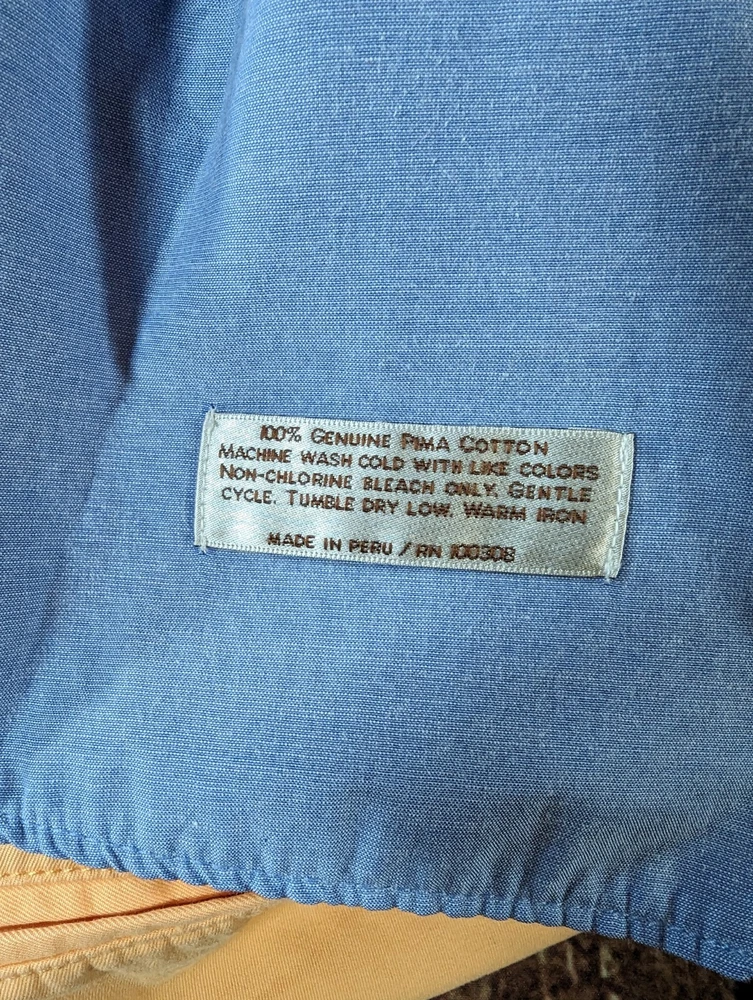 100% GENUINE PIMA COTTON
MACHINE WASH COLD WITH LIKE COLORS
NON-CHLORINE BLEACH ONLY. GENTLE
CYCLE. TUMBLE DRY LOW. WARM IRON
MADE IN PERU / RN 100308